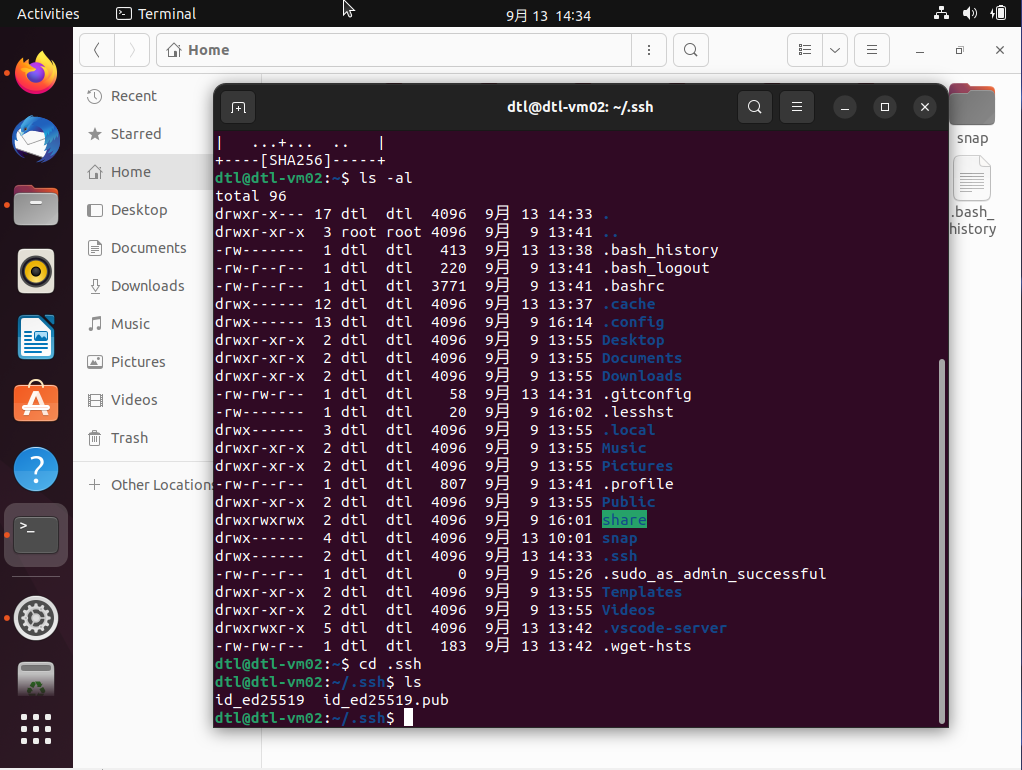 Activities
Terminal
9月 13 14:34
Home
Recent
Starred
Home
Desktop
Documents
Downloads
Music
Pictures
Videos
Trash
Other Locations
snap
.bash_
history
dtl@dtl-vm02: ~/.ssh
|   ...+...  ..   |
+----[SHA256]-----+
dtl@dtl-vm02:~$ ls -al
total 96
drwxr-x--- 17 dtl  dtl  4096  9月 13 14:33 .
drwxr-xr-x  3 root root 4096  9月  9 13:41 ..
-rw-------  1 dtl  dtl   413  9月 13 13:38 .bash_history
-rw-r--r--  1 dtl  dtl   220  9月  9 13:41 .bash_logout
-rw-r--r--  1 dtl  dtl  3771  9月  9 13:41 .bashrc
drwx------ 12 dtl  dtl  4096  9月 13 13:37 .cache
drwx------ 13 dtl  dtl  4096  9月  9 16:14 .config
drwxr-xr-x  2 dtl  dtl  4096  9月  9 13:55 Desktop
drwxr-xr-x  2 dtl  dtl  4096  9月  9 13:55 Documents
drwxr-xr-x  2 dtl  dtl  4096  9月  9 13:55 Downloads
-rw-rw-r--  1 dtl  dtl    58  9月 13 14:31 .gitconfig
-rw-------  1 dtl  dtl    20  9月  9 16:02 .lesshst
drwx------  3 dtl  dtl  4096  9月  9 13:55 .local
drwxr-xr-x  2 dtl  dtl  4096  9月  9 13:55 Music
drwxr-xr-x  2 dtl  dtl  4096  9月  9 13:55 Pictures
-rw-r--r--  1 dtl  dtl   807  9月  9 13:41 .profile
drwxr-xr-x  2 dtl  dtl  4096  9月  9 13:55 Public
drwxrwxrwx  2 dtl  dtl  4096  9月  9 16:01 share
drwx------  4 dtl  dtl  4096  9月 13 10:01 snap
drwx------  2 dtl  dtl  4096  9月 13 14:33 .ssh
-rw-r--r--  1 dtl  dtl     0  9月  9 15:26 .sudo_as_admin_successful
drwxr-xr-x  2 dtl  dtl  4096  9月  9 13:55 Templates
drwxr-xr-x  2 dtl  dtl  4096  9月  9 13:55 Videos
drwxrwxr-x  5 dtl  dtl  4096  9月 13 13:42 .vscode-server
-rw-rw-r--  1 dtl  dtl   183  9月 13 13:42 .wget-hsts
dtl@dtl-vm02:~$ cd .ssh
dtl@dtl-vm02:~/.ssh$ ls
id_ed25519  id_ed25519.pub
dtl@dtl-vm02:~/.ssh$